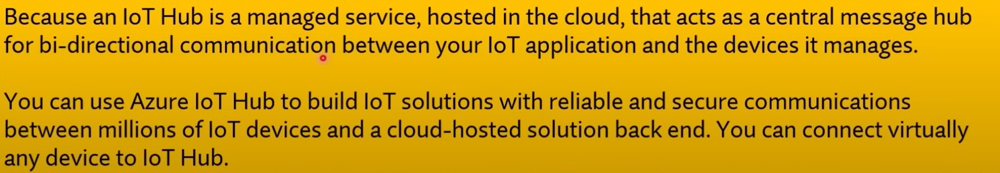 Because an IoT Hub is a managed service, hosted in the cloud, that acts as a central message hub
for bi-directional communication between your IoT application and the devices it manages.
You can use Azure IoT Hub to build IoT solutions with reliable and secure communications
between millions of IoT devices and a cloud-hosted solution back end. You can connect virtually
any device to IoT Hub.